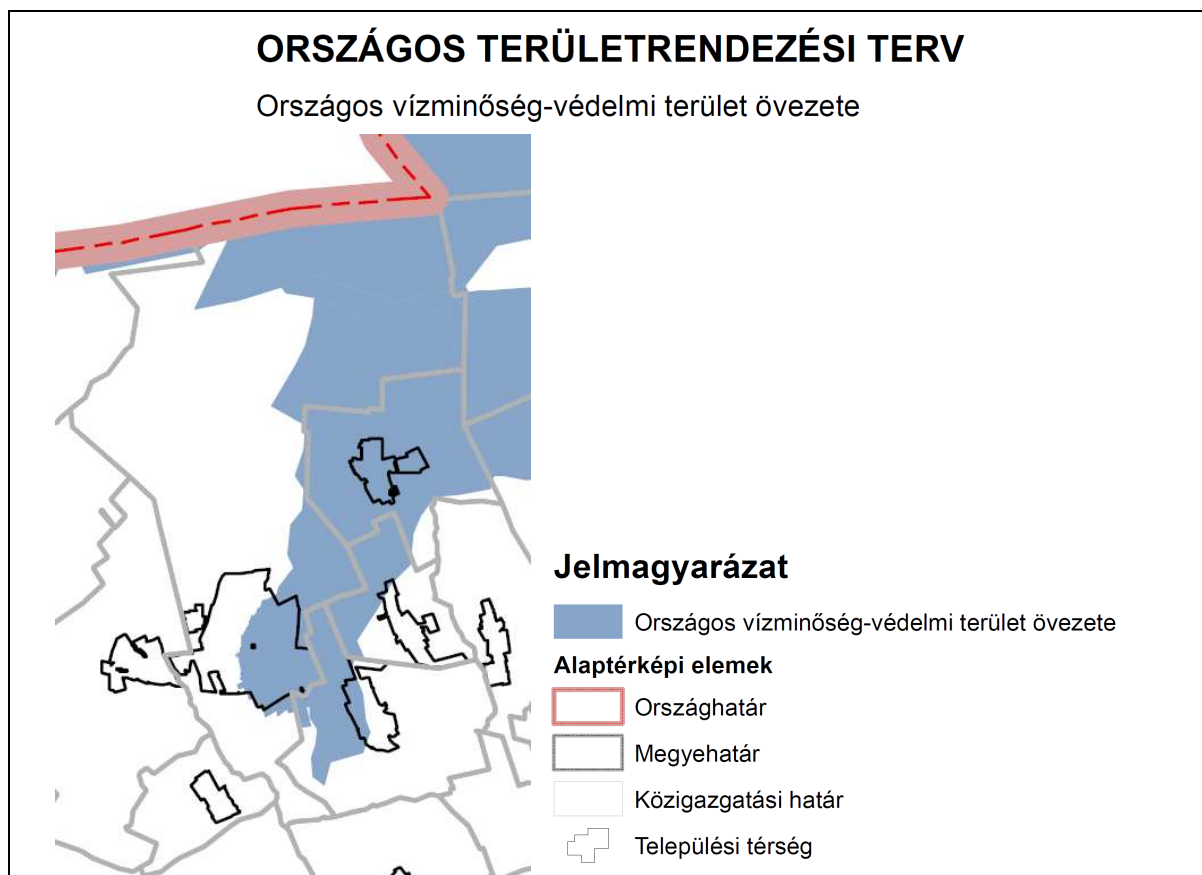 ORSZÁGOS TERÜLETRENDEZÉSI TERV
Országos vízminőség-védelmi terület övezete
Jelmagyarázat
Országos vízminőség-védelmi terület övezete
Alaptérképi elemek
Országhatár
Megyehatár
Közigazgatási határ
Települési térség